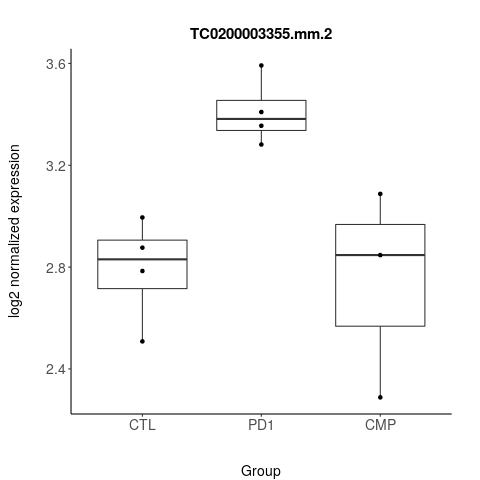 TC0200003355.mm.2
log2 normalized expression
3.6
3.2
2.8
2.4
CTL PD1 CMP
Group